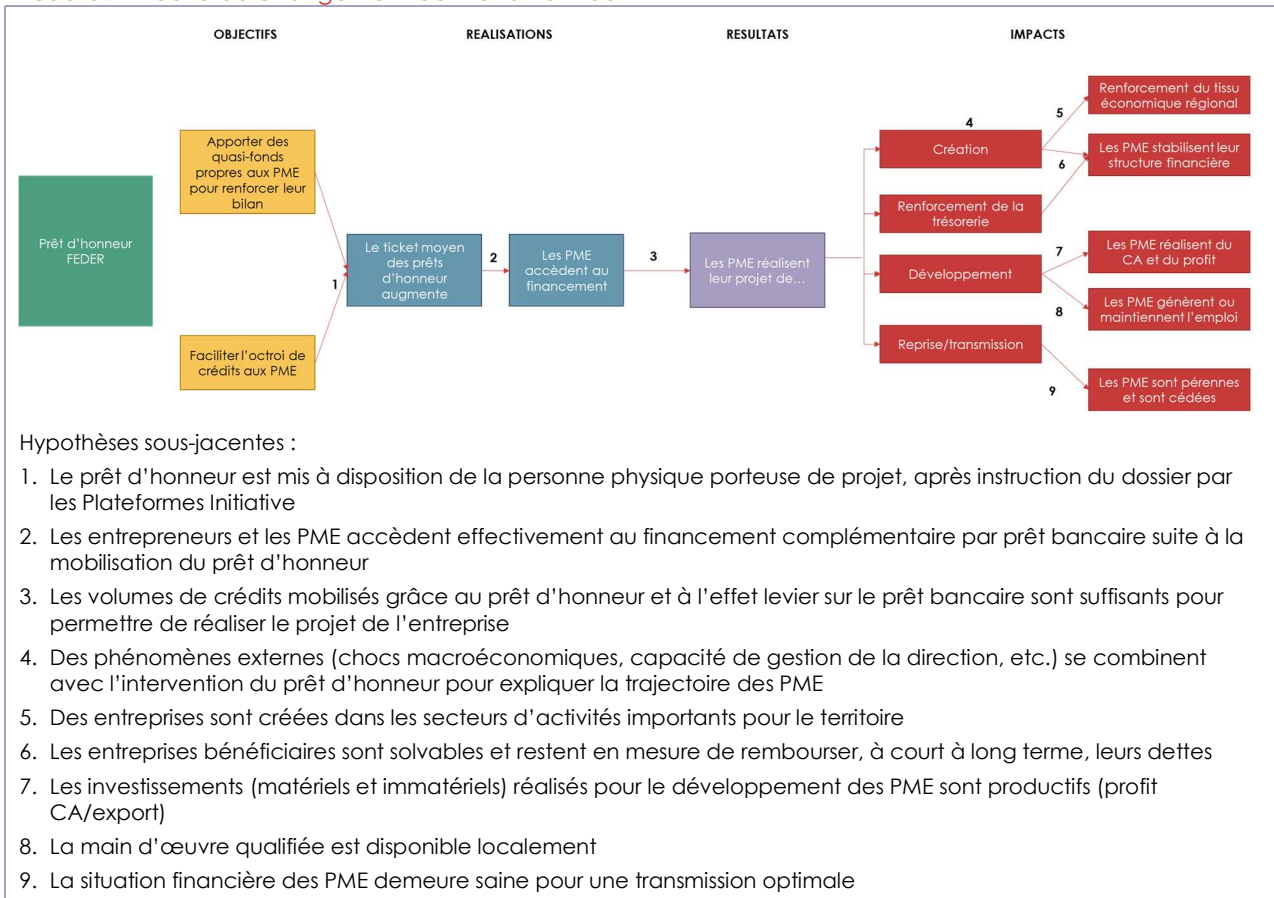 OBJECTIFS
REALISATIONS
RESULTATS
IMPACTS
Prêt d’honneur
FEDER
Apporter des
quasi-fonds
propres aux PME
pour renforcer leur
bilan
Faciliter l’octroi de
crédits aux PME
1
Le ticket moyen
des prêts
d’honneur
augmente
2
Les PME
accèdent au
financement
3
Les PME réalisent
leur projet de…
4
Création
Renforcement de la
trésorerie
Développement
Reprise/transmission
5
6
7
8
9
Renforcement du tissu
économique régional
Les PME stabilisent leur
structure financière
Les PME réalisent du
CA et du profit
Les PME génèrent ou
maintiennent l’emploi
Les PME sont pérennes
et sont cédées
Hypothèses sous-jacentes :
1. Le prêt d’honneur est mis à disposition de la personne physique porteuse de projet, après instruction du dossier par
les Plateformes Initiative
2. Les entrepreneurs et les PME accèdent effectivement au financement complémentaire par prêt bancaire suite à la
mobilisation du prêt d’honneur
3. Les volumes de crédits mobilisés grâce au prêt d’honneur et à l’effet levier sur le prêt bancaire sont suffisants pour
permettre de réaliser le projet de l’entreprise
4. Des phénomènes externes (chocs macroéconomiques, capacité de gestion de la direction, etc.) se combinent
avec l’intervention du prêt d’honneur pour expliquer la trajectoire des PME
5. Des entreprises sont créées dans les secteurs d’activités importants pour le territoire
6. Les entreprises bénéficiaires sont solvables et restent en mesure de rembourser, à court à long terme, leurs dettes
7. Les investissements (matériels et immatériels) réalisés pour le développement des PME sont productifs (profit
CA/export)
8. La main d’œuvre qualifiée est disponible localement
9. La situation financière des PME demeure saine pour une transmission optimale